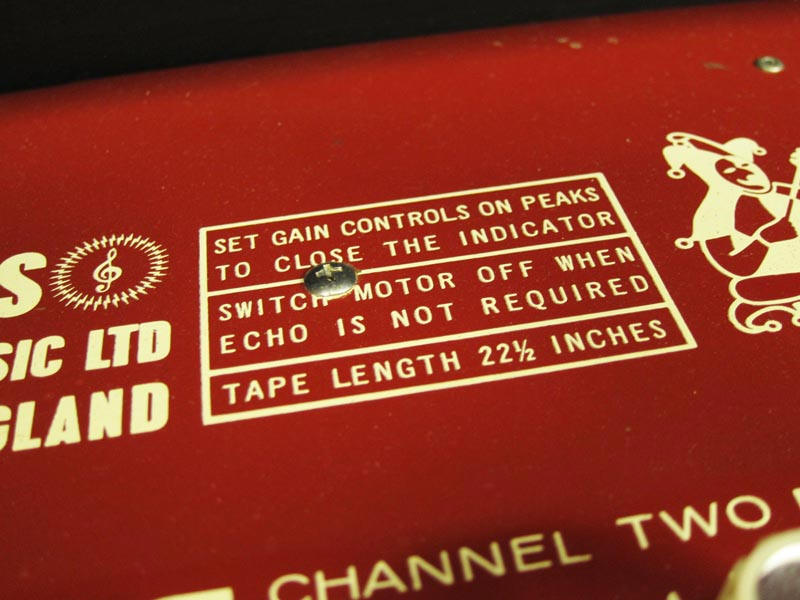 SET GAIN CONTROLS ON PEAKS
TO CLOSE THE INDICATOR
SWITCH MOTOR OFF WHEN
ECHO IS NOT REQUIRED
TAPE LENGTH 22½ INCHES
S
SIC LTD
GLAND
CHANNEL TWO